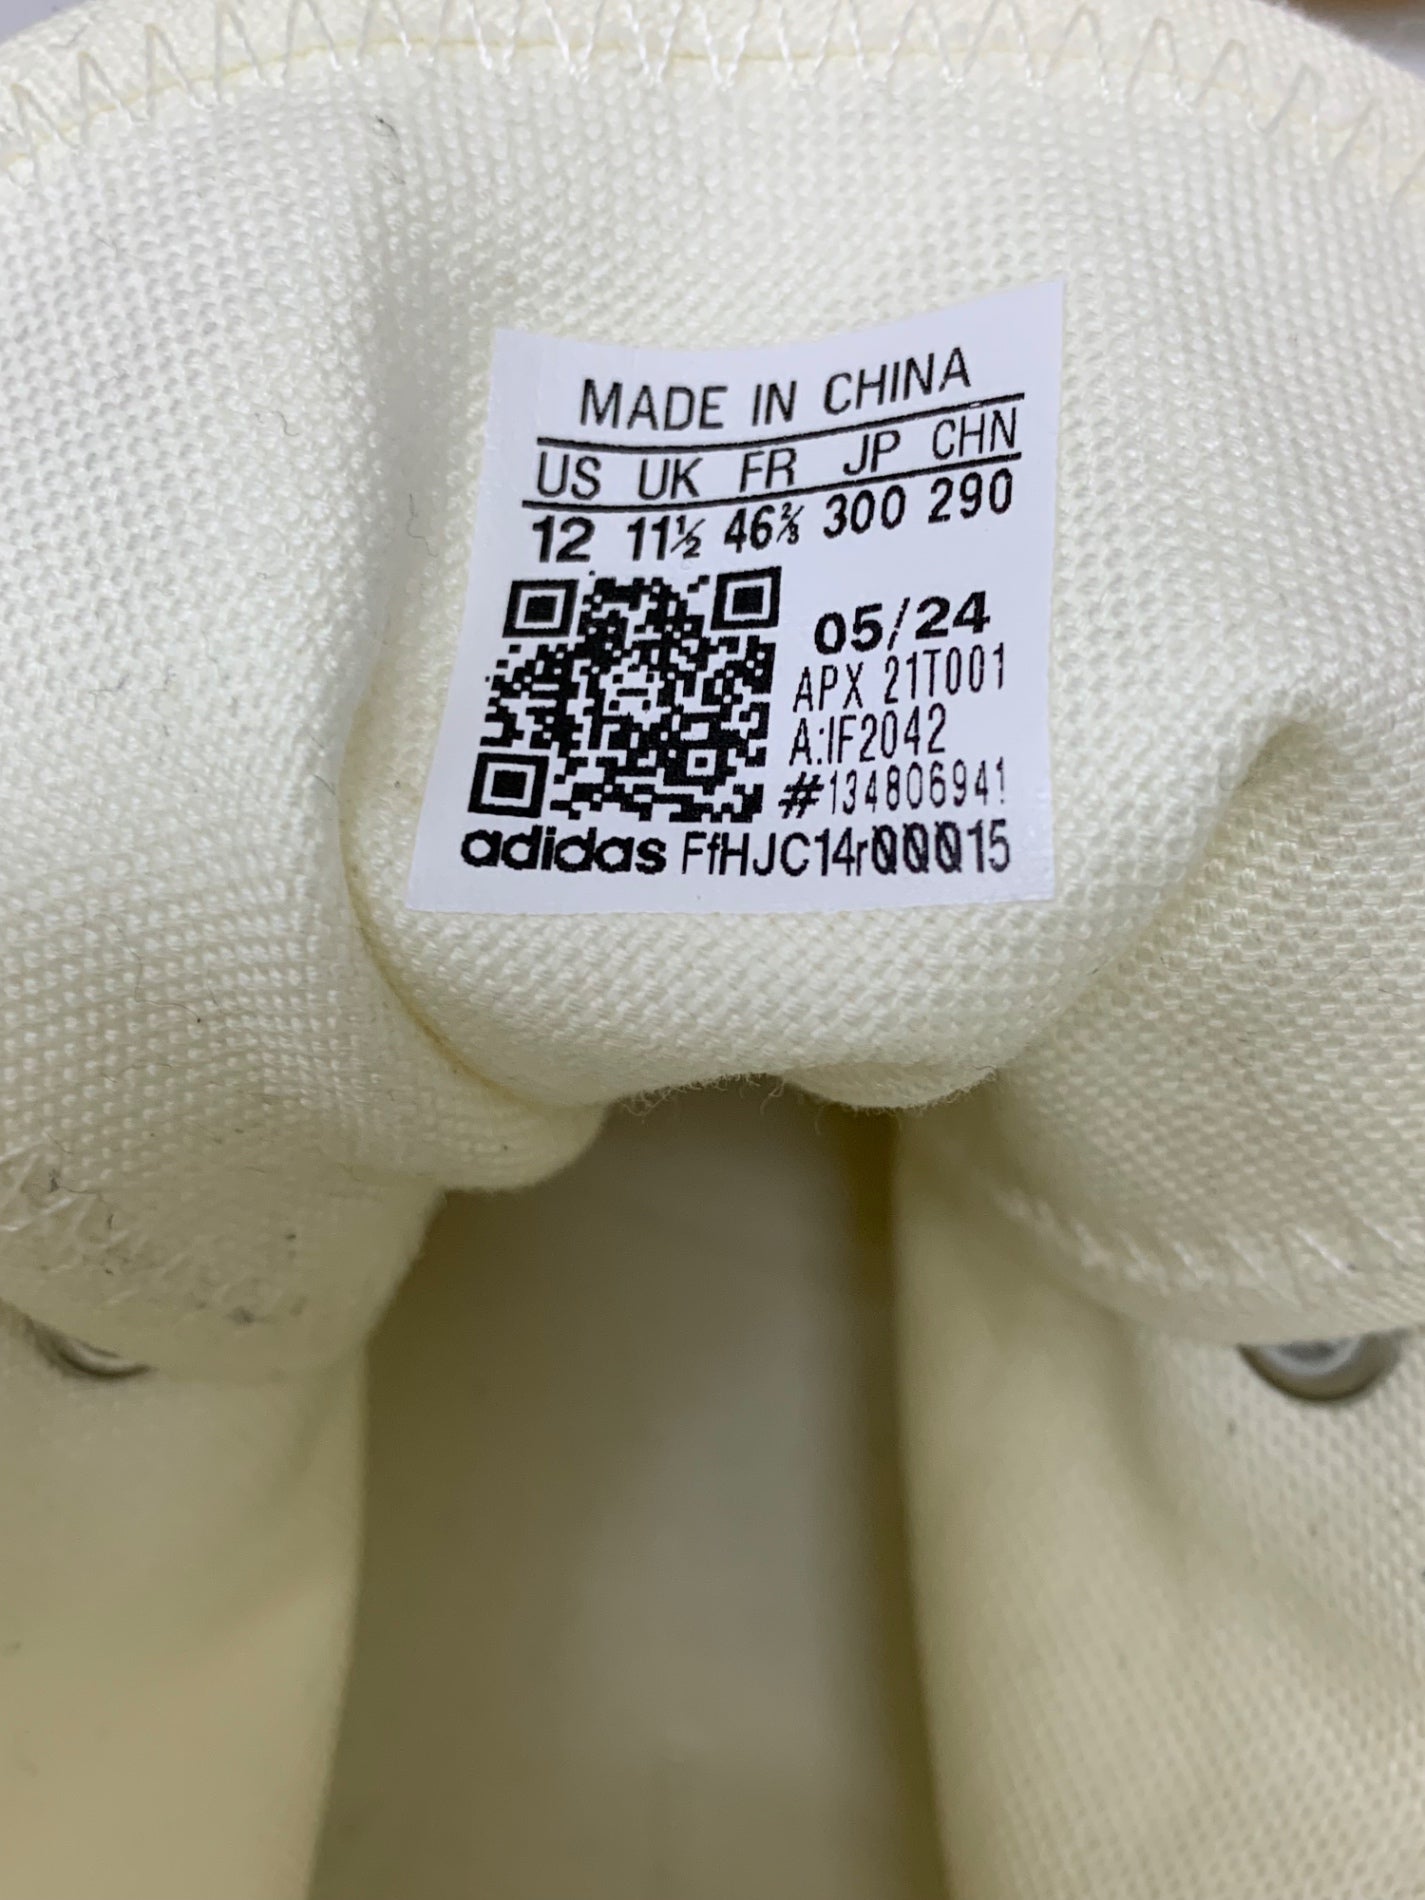 MADE IN CHINA
US UK FR JP CHN
12 11½ 46⅔ 300 290
05/24
APX 21T001
A:IF2042
#134806941
adidas FfHJC14r00015